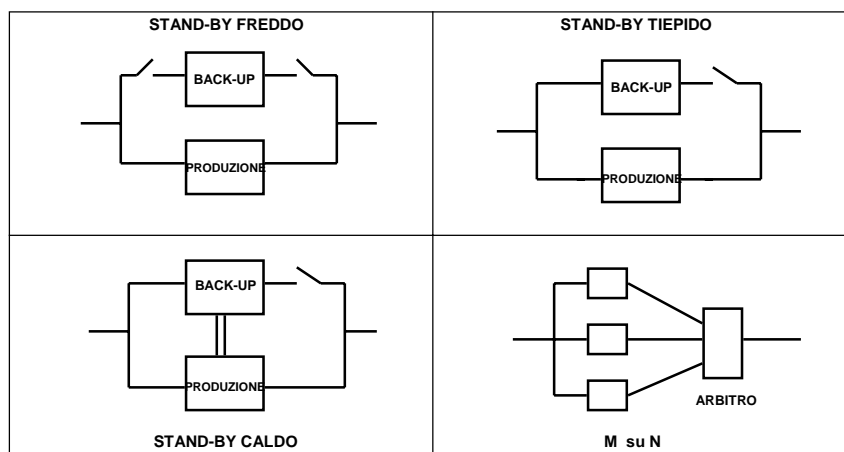 STAND-BY FREDDO
BACK-UP
PRODUZIONE
STAND-BY TIEPIDO
BACK-UP
PRODUZIONE
BACK-UP
PRODUZIONE
STAND-BY CALDO
ARBITRO
M su N